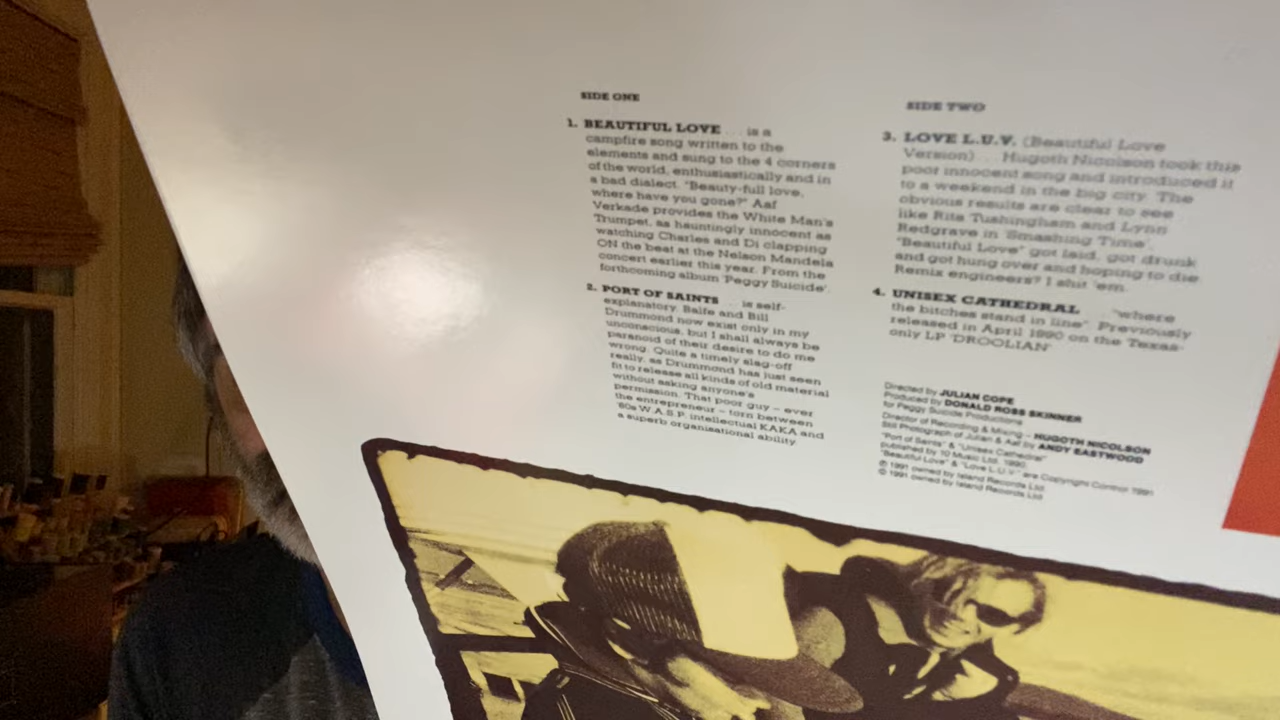 SIDE ONE
1. BEAUTIFUL LOVE ... is a
campfire song written to the
elements and sung to the 4 corners
of the world, enthusiastically and in
a bad dialect. "Beauty-full love,
where have you gone?" Aaf
Verkade provides the White Man's
Trumpet, as hauntingly innocent as
watching Charles and Di clapping
ON the beat at the Nelson Mandela
concert earlier this year. From the
forthcoming album 'Peggy Suicide'.
2. PORT OF SAINTS ... is self-
explanatory. Balfe and Bill
Drummond now exist only in my
unconscious, but I shall always be
paranoid of their desire to do me
wrong. Quite a timely slag-off
really, as Drummond has just seen
fit to release all kinds of old material
without asking anyone's
permission. That poor guy – ever
the entrepreneur – torn between
'80s W.A.S.P. intellectual KAKA and
a superb organisational ability.
SIDE TWO
3. LOVE L.U.V. (Beautiful Love
Version) ... Hugoth Nicolson took this
poor innocent song and introduced it
to a weekend in the big city. The
obvious results are clear to see
like Rita Tushingham and Lynn
Redgrave in 'Smashing Time'.
"Beautiful Love" got laid, got drunk
and got hung over and hoping to die.
Remix engineers? I shit 'em.
4. UNISEX CATHEDRAL ... "where
the bitches stand in line". Previously
released in April 1990 on the Texas-
only LP 'DROOLIAN'
Directed by JULIAN COPE
Produced by DONALD ROSS SKINNER
for Peggy Suicide Productions
Director of Recording & Mixing – HUGOTH NICOLSON
Still Photograph of Julian & Aaf by ANDY EASTWOOD
"Port of Saints" & "Unisex Cathedral"
published by 10 Music Ltd. 1990.
"Beautiful Love" & "Love L.U.V." are Copyright Control 1991
℗ 1991 owned by Island Records Ltd.
© 1991 owned by Island Records Ltd.